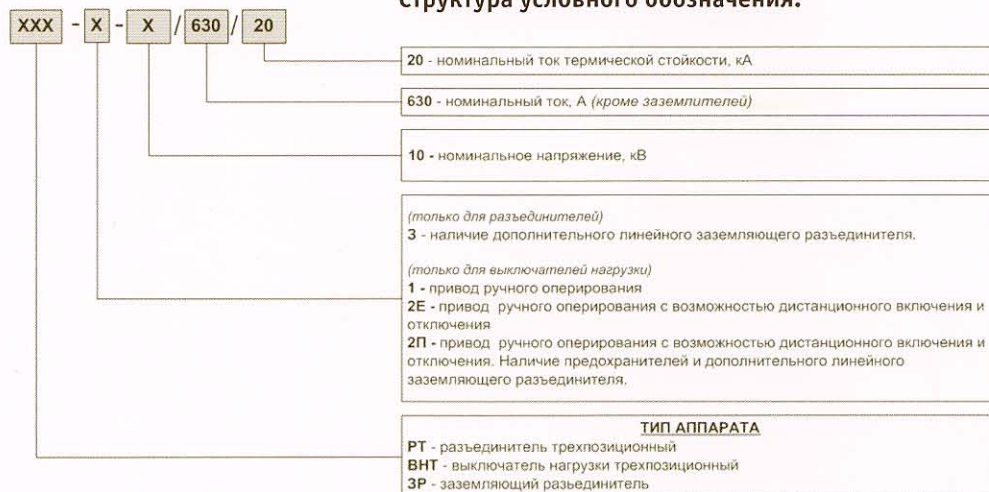 Структура условного обозначения:
XXX - X - X / 630 / 20
20 - номинальный ток термической стойкости, кА
630 - номинальный ток, А (кроме заземлителей)
10 - номинальное напряжение, кВ
(только для разъединителей)
З - наличие дополнительного линейного заземляющего разъединителя.
(только для выключателей нагрузки)
1 - привод ручного оперирования
2Е - привод ручного оперирования с возможностью дистанционного включения и
отключения
2П - привод ручного оперирования с возможностью дистанционного включения и
отключения. Наличие предохранителей и дополнительного линейного
заземляющего разъединителя.
ТИП АППАРАТА
РТ - разъединитель трехпозиционный
ВНТ - выключатель нагрузки трехпозиционный
ЗР - заземляющий разьединитель